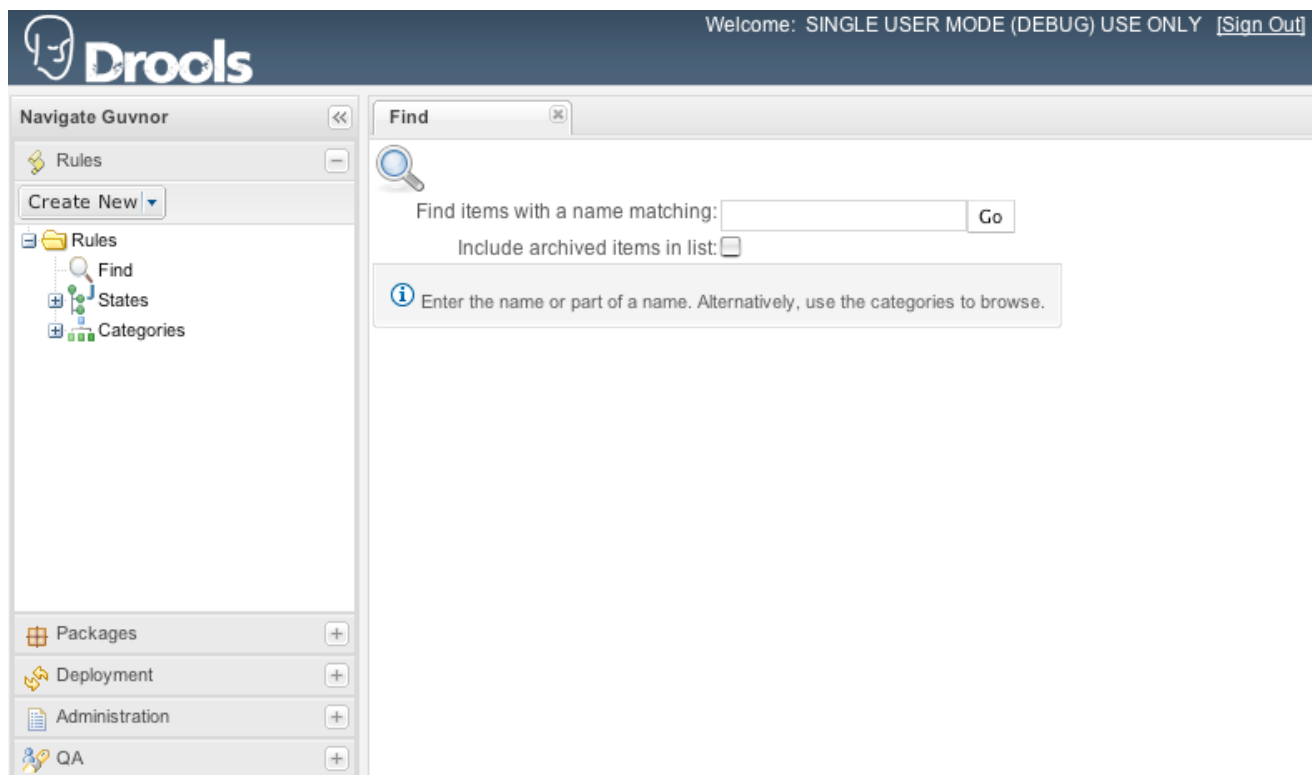 Drools
Welcome: SINGLE USER MODE (DEBUG) USE ONLY [Sign Out]
Navigate Guvnor
Rules
Create New
Rules
Find
States
Categories
Packages
Deployment
Administration
QA
Find
Find items with a name matching: Go
Include archived items in list:
Enter the name or part of a name. Alternatively, use the categories to browse.